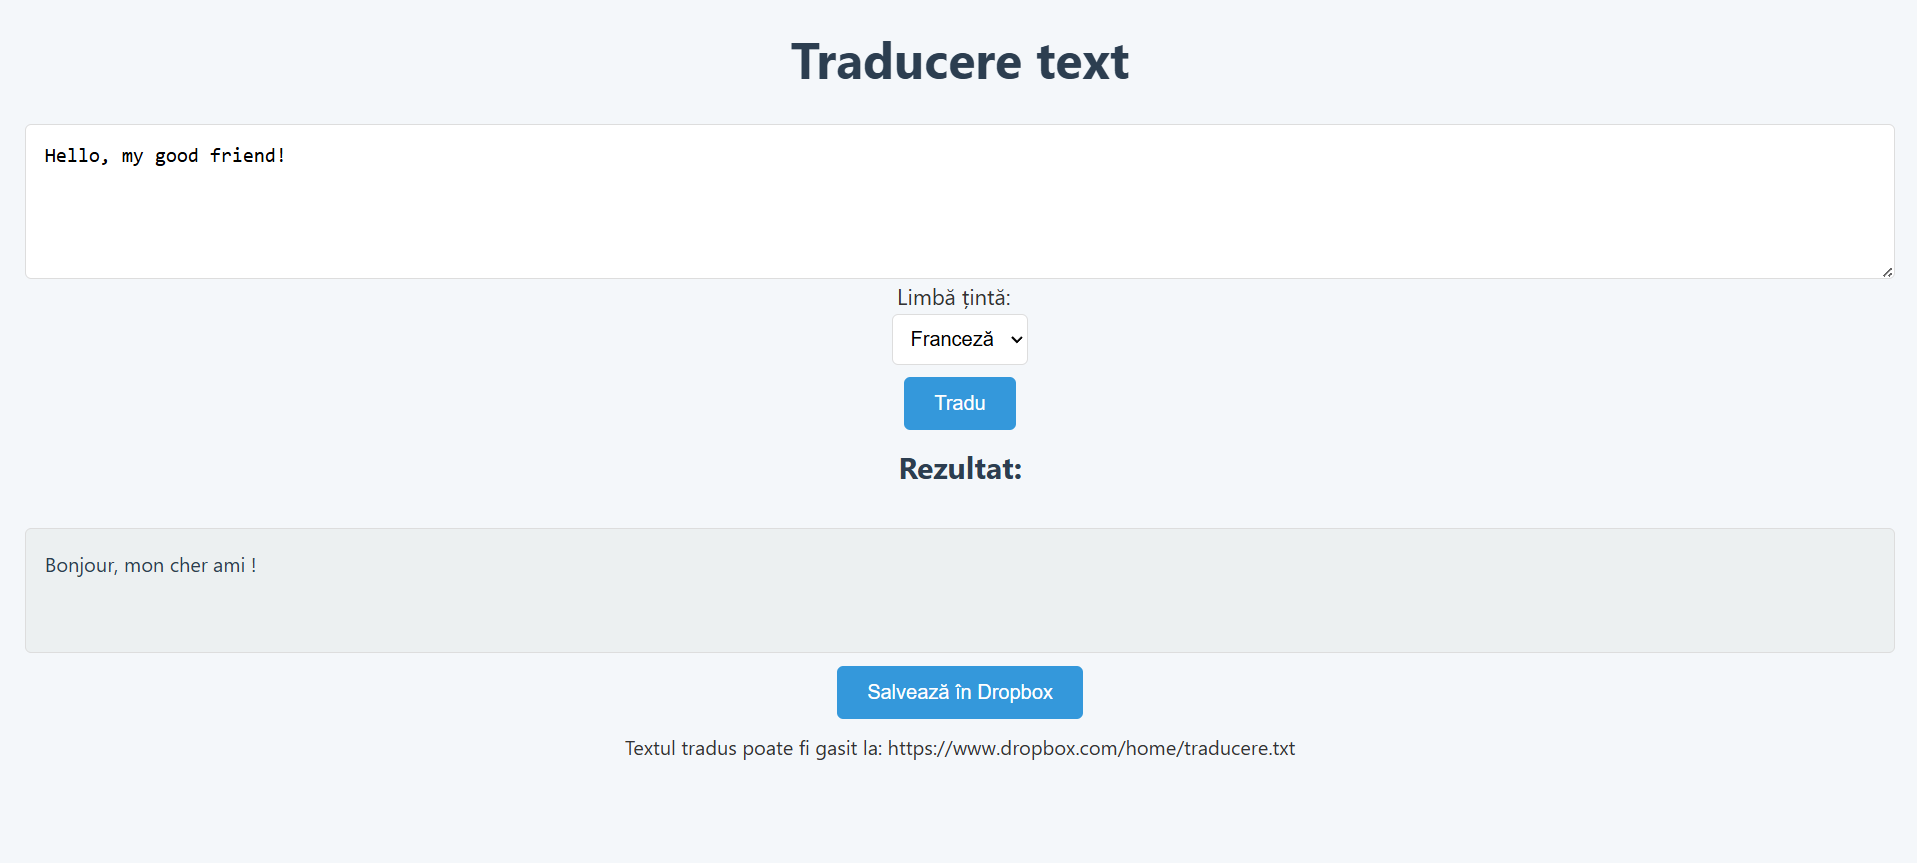 Traducere text
Hello, my good friend!
Limbă țintă:
Franceză
Tradu
Rezultat:
Bonjour, mon cher ami !
Salvează în Dropbox
Textul tradus poate fi gasit la: https://www.dropbox.com/home/traducere.txt